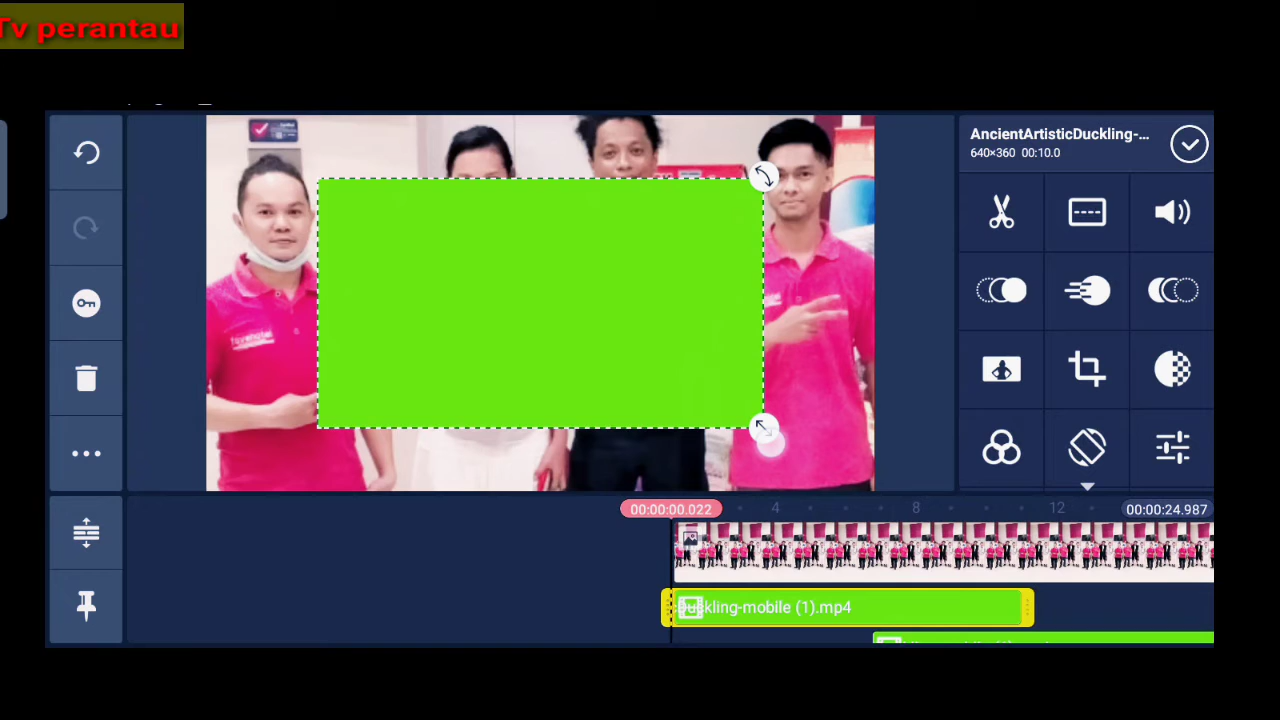 Tv perantau
AncientArtisticDuckling-...
640×360 00:10.0
00:00:00.022
4
8
12
00:00:24.987
Duckling-mobile (1).mp4